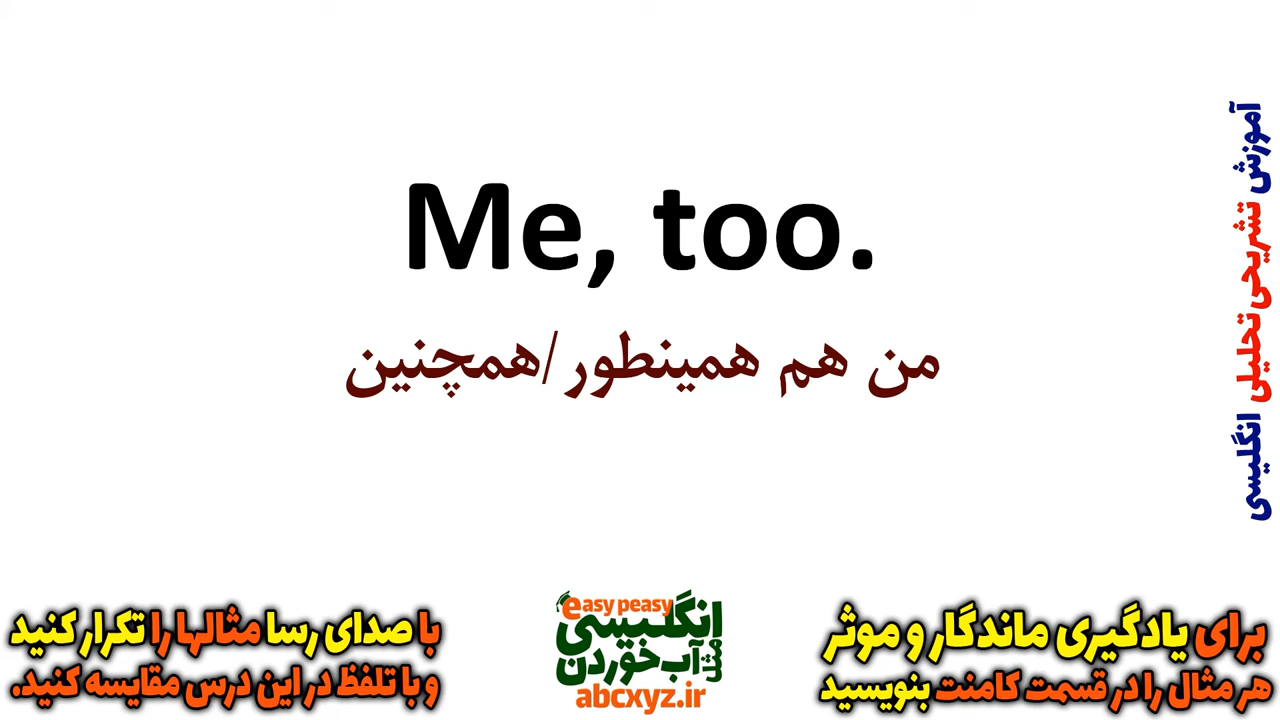 Me, too.
من هم همینطور/همچنین
آموزش تشریحی تحلیلی انگلیسی
برای یادگیری ماندگار و موثر
هر مثال را در قسمت کامنت بنویسید
easy peasy
انگلیسی
مثل آب خوردن
abcxyz.ir
با صدای رسا مثالها را تکرار کنید
و با تلفظ در این درس مقایسه کنید.